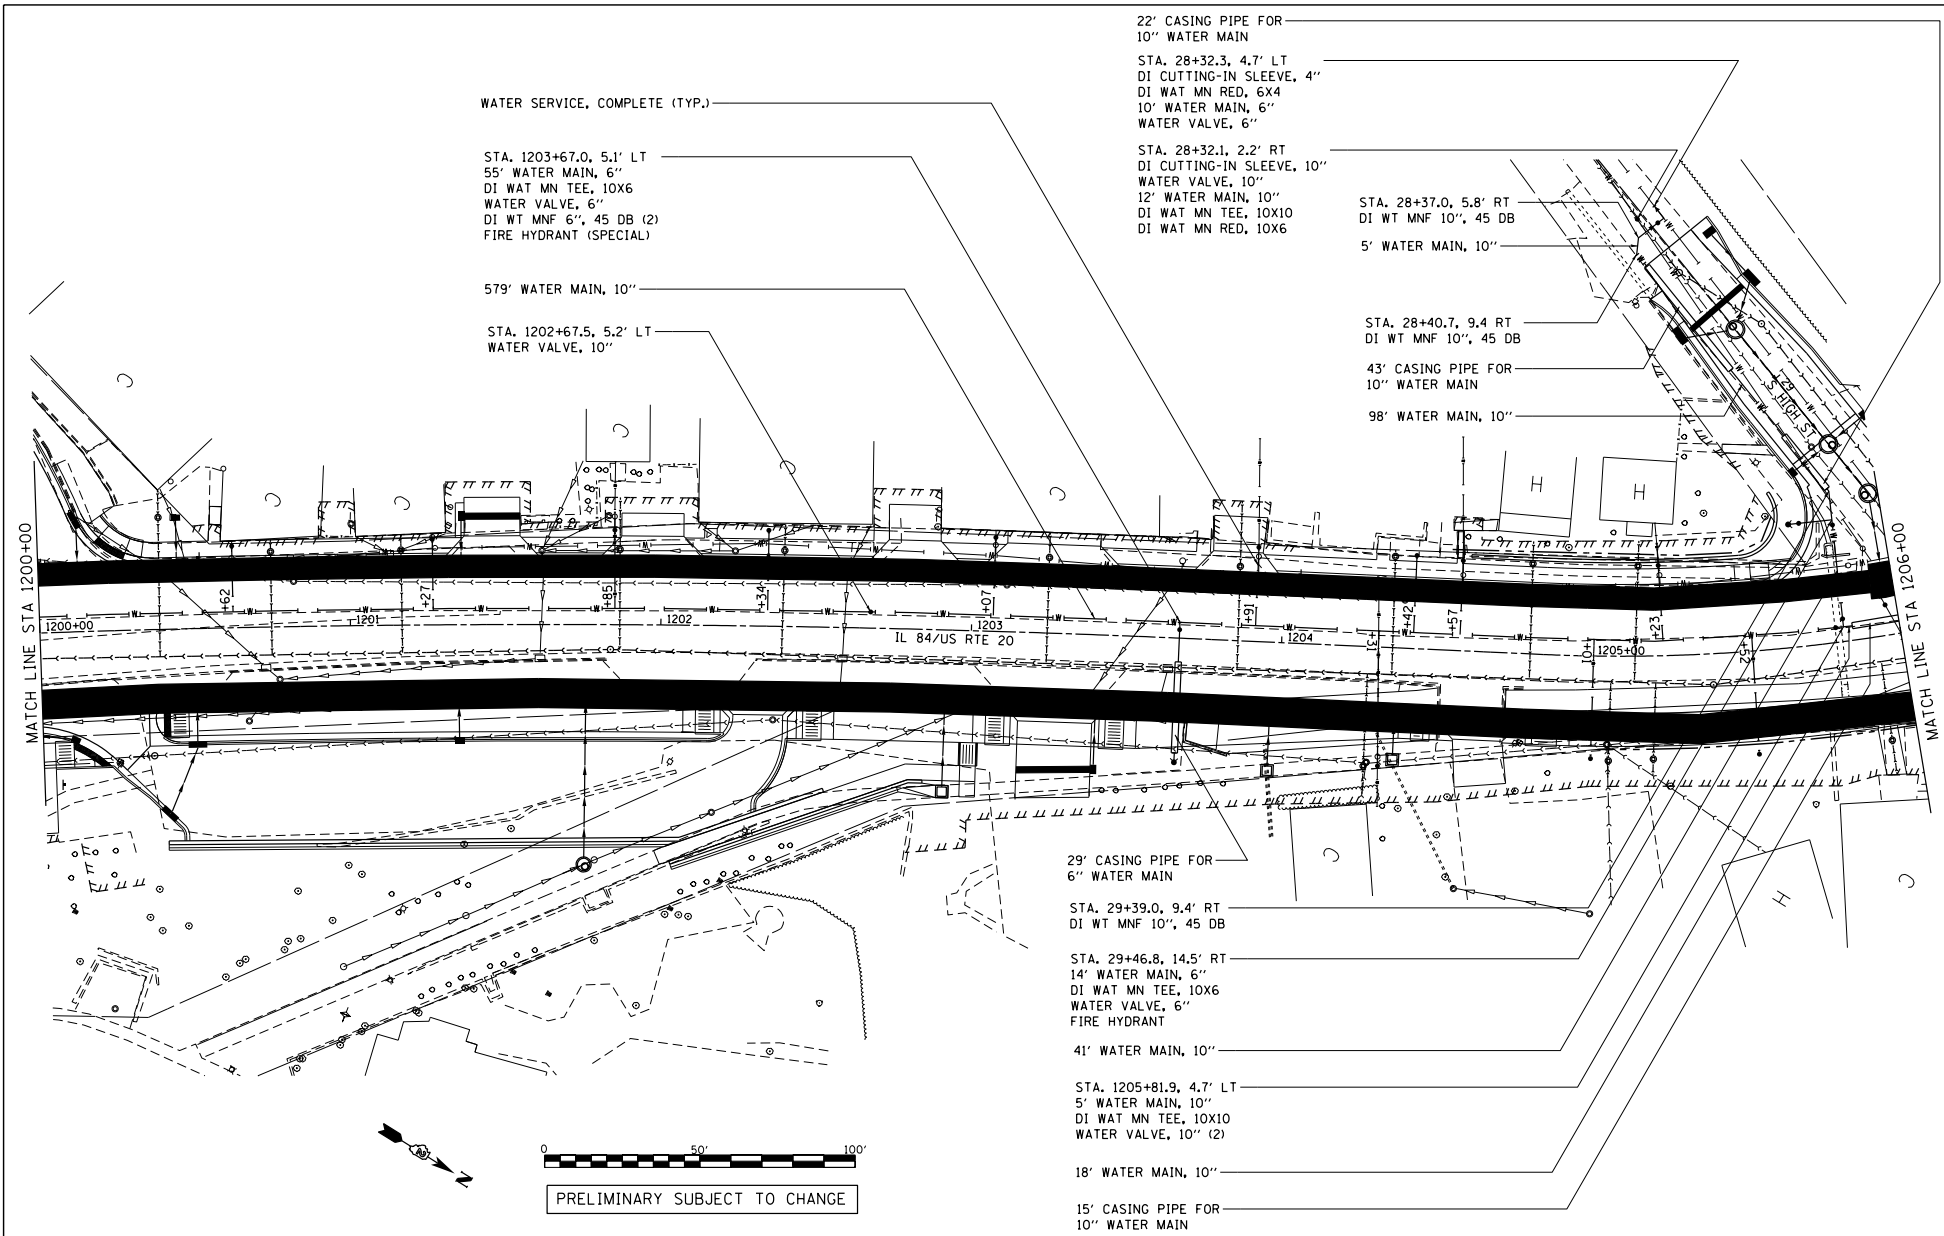 22' CASING PIPE FOR
10'' WATER MAIN
STA. 28+32.3, 4.7' LT
DI CUTTING-IN SLEEVE, 4''
DI WAT MN RED, 6X4
10' WATER MAIN, 6''
WATER VALVE, 6''
STA. 28+32.1, 2.2' RT
DI CUTTING-IN SLEEVE, 10''
WATER VALVE, 10''
12' WATER MAIN, 10''
DI WAT MN TEE, 10X10
DI WAT MN RED, 10X6
WATER SERVICE, COMPLETE (TYP.)
STA. 1203+67.0, 5.1' LT
55' WATER MAIN, 6''
DI WAT MN TEE, 10X6
WATER VALVE, 6''
DI WT MNF 6'', 45 DB (2)
FIRE HYDRANT (SPECIAL)
579' WATER MAIN, 10''
STA. 1202+67.5, 5.2' LT
WATER VALVE, 10''
STA. 28+37.0, 5.8' RT
DI WT MNF 10'', 45 DB
5' WATER MAIN, 10''
STA. 28+40.7, 9.4 RT
DI WT MNF 10'', 45 DB
43' CASING PIPE FOR
10'' WATER MAIN
98' WATER MAIN, 10''
29
S HIGH ST
C
C
C
C
C
C
H
H
MATCH LINE STA 1200+00
MATCH LINE STA 1206+00
+62
+27
+85
+34
+07
+91
+31
+42
+57
+10
+23
+52
1200+00
1201
1202
1203
1204
1205+00
IL 84/US RTE 20
C
H
C
29' CASING PIPE FOR
6'' WATER MAIN
STA. 29+39.0, 9.4' RT
DI WT MNF 10'', 45 DB
STA. 29+46.8, 14.5' RT
14' WATER MAIN, 6''
DI WAT MN TEE, 10X6
WATER VALVE, 6''
FIRE HYDRANT
41' WATER MAIN, 10''
STA. 1205+81.9, 4.7' LT
5' WATER MAIN, 10''
DI WAT MN TEE, 10X10
WATER VALVE, 10'' (2)
18' WATER MAIN, 10''
15' CASING PIPE FOR
10'' WATER MAIN
N
0 50' 100'
PRELIMINARY SUBJECT TO CHANGE